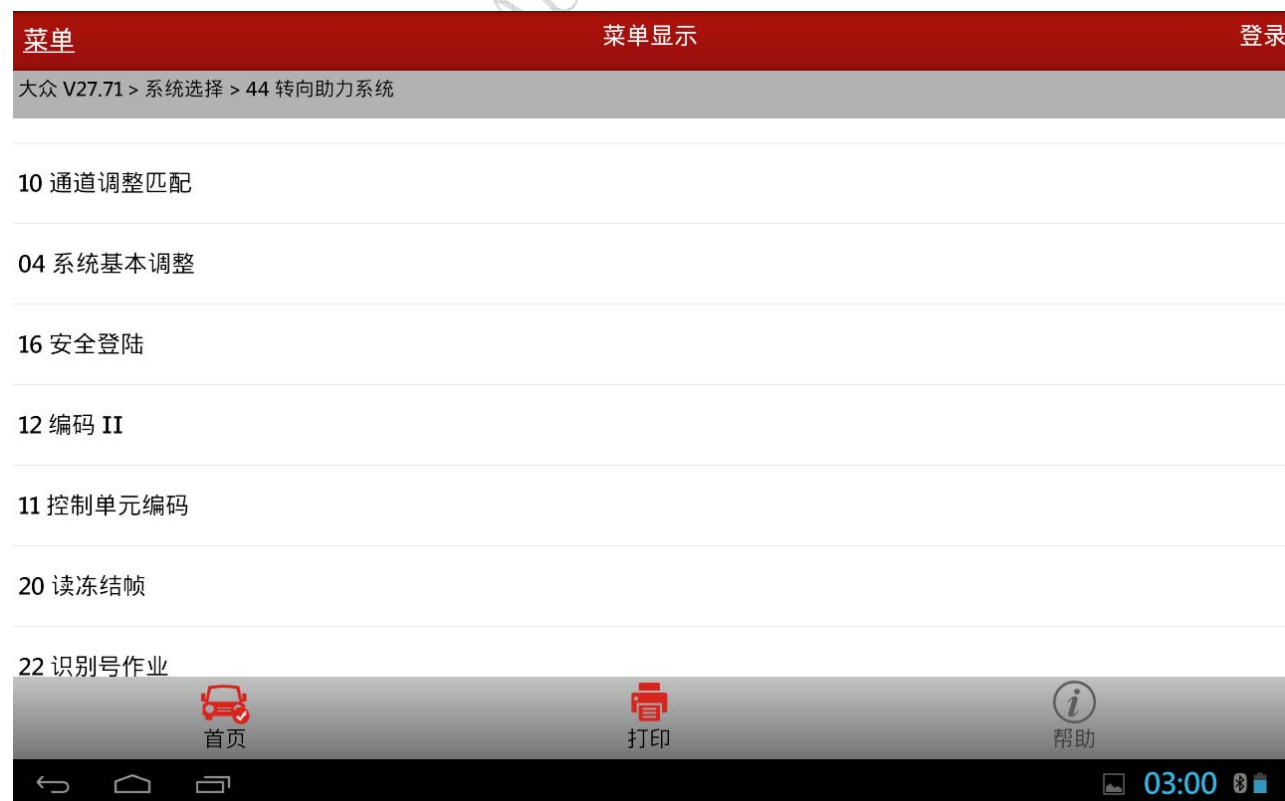 菜单 菜单显示 登录
大众 V27.71 > 系统选择 > 44 转向助力系统
10 通道调整匹配
04 系统基本调整
16 安全登陆
12 编码 II
11 控制单元编码
20 读冻结帧
22 识别号作业
首页 打印 帮助
03:00